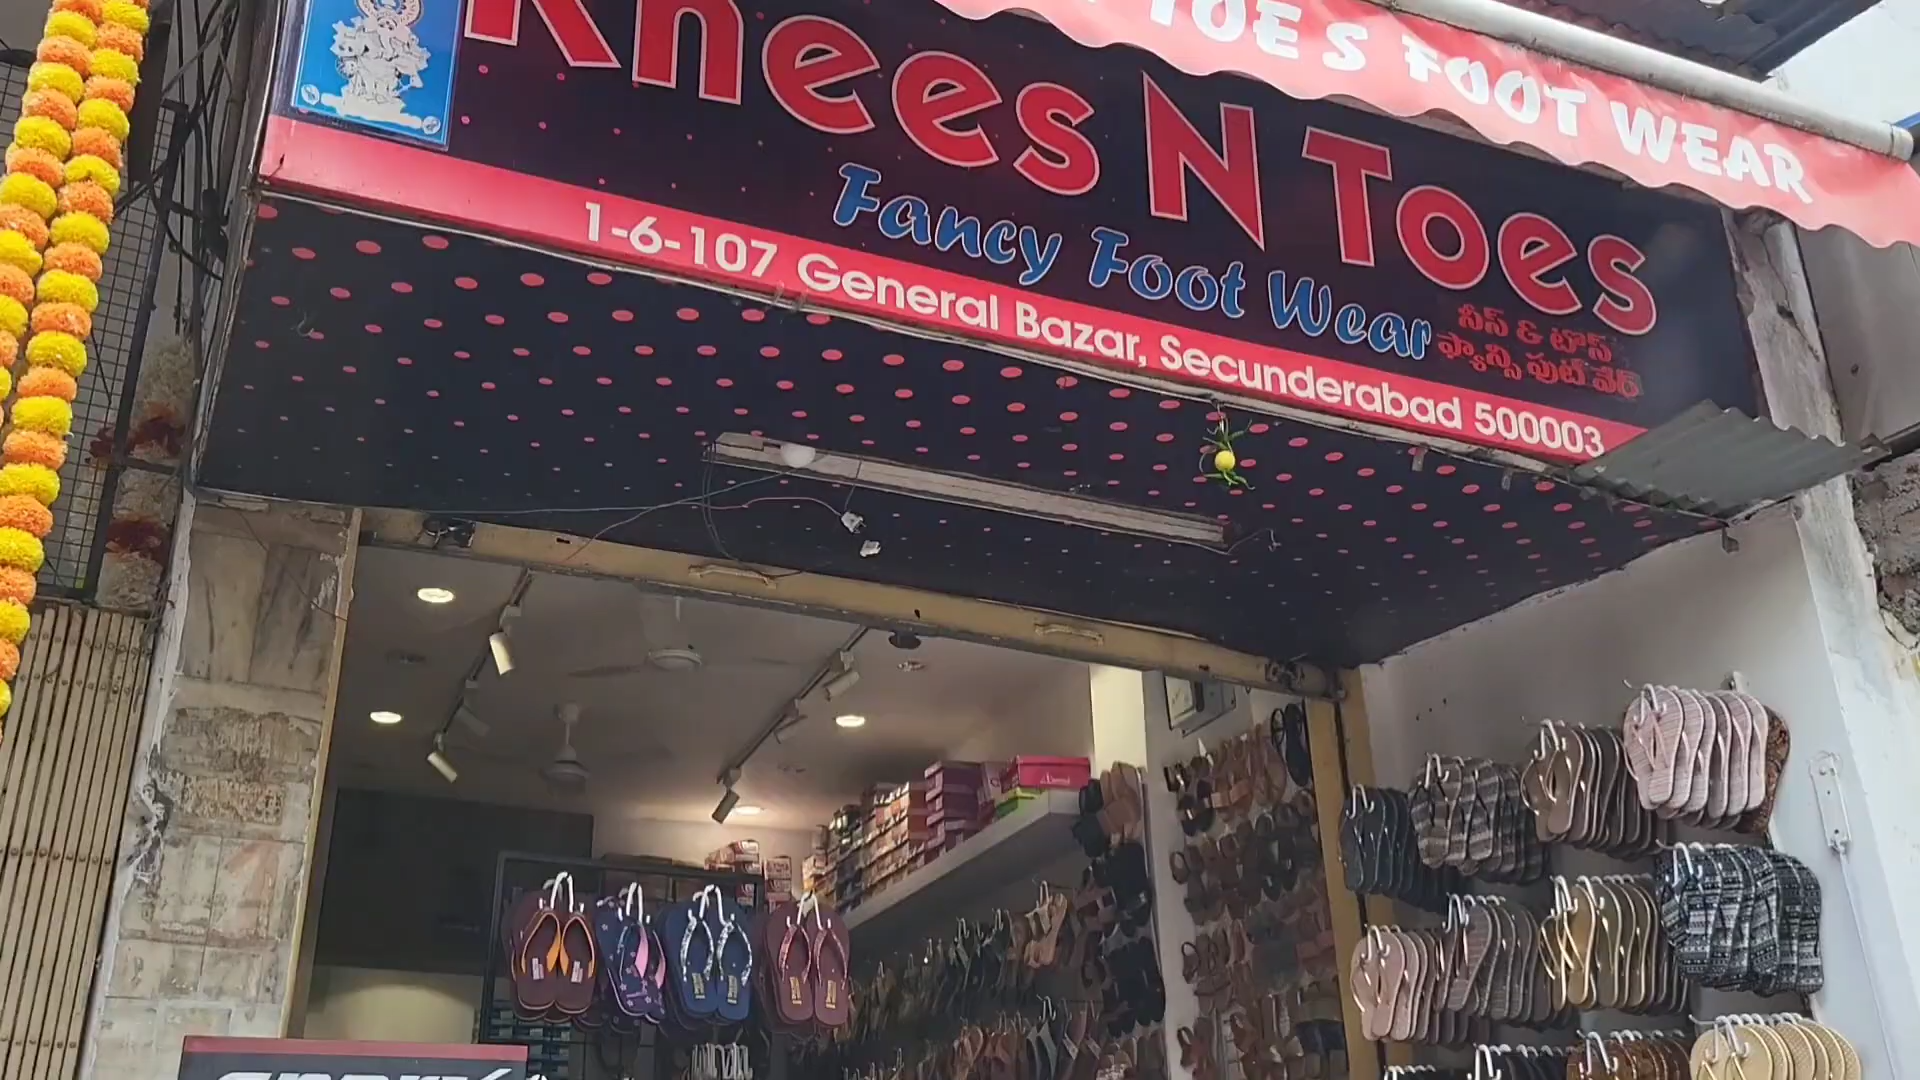 TOES FOOT WEAR
Knees N Toes
Fancy Foot Wear
నీస్ & టోస్
ఫ్యాన్సి ఫుట్ వేర్
1-6-107 General Bazar, Secunderabad 500003